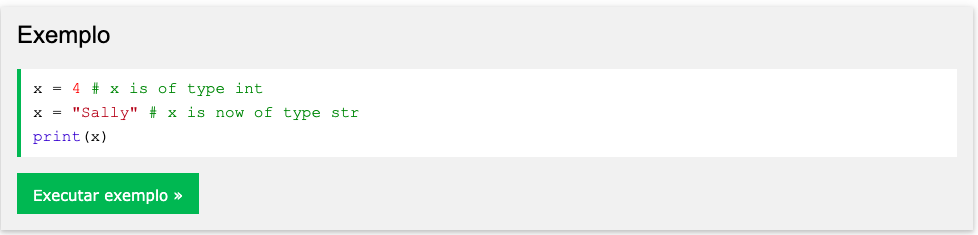 Exemplo
x = 4 # x is of type int
x = "Sally" # x is now of type str
print(x)
Executar exemplo »